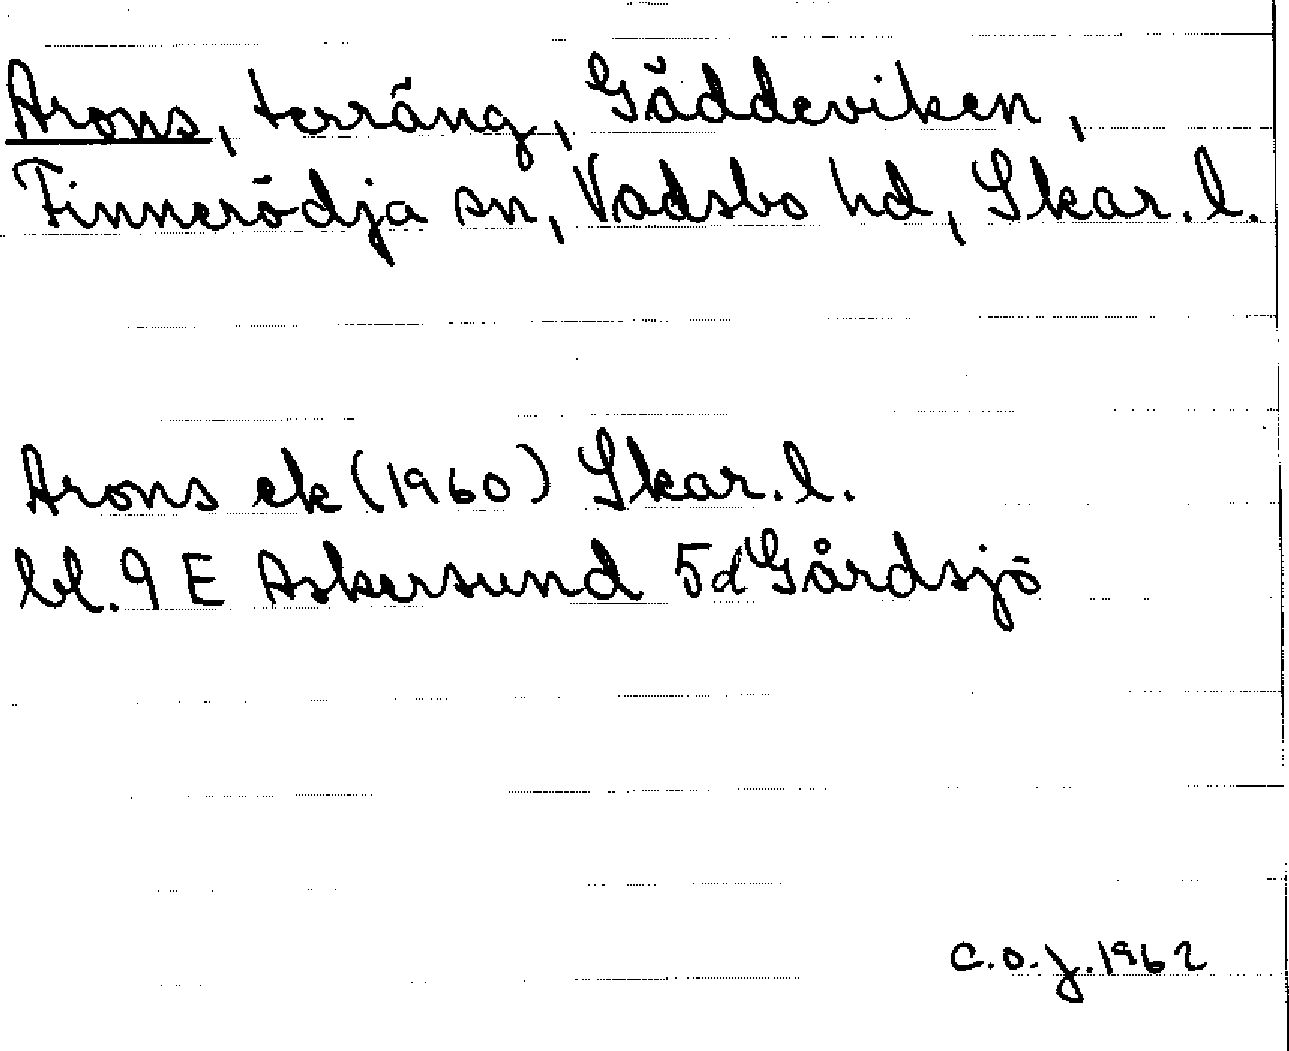 Arons, terräng, Gäddeviken,
Finnerödja sn, Vadsbo hd, Skar. l.
Arons ek (1960) Skar. l.
bl. 9 E Askersund 5d Gårdsjö
C.O.J. 1962